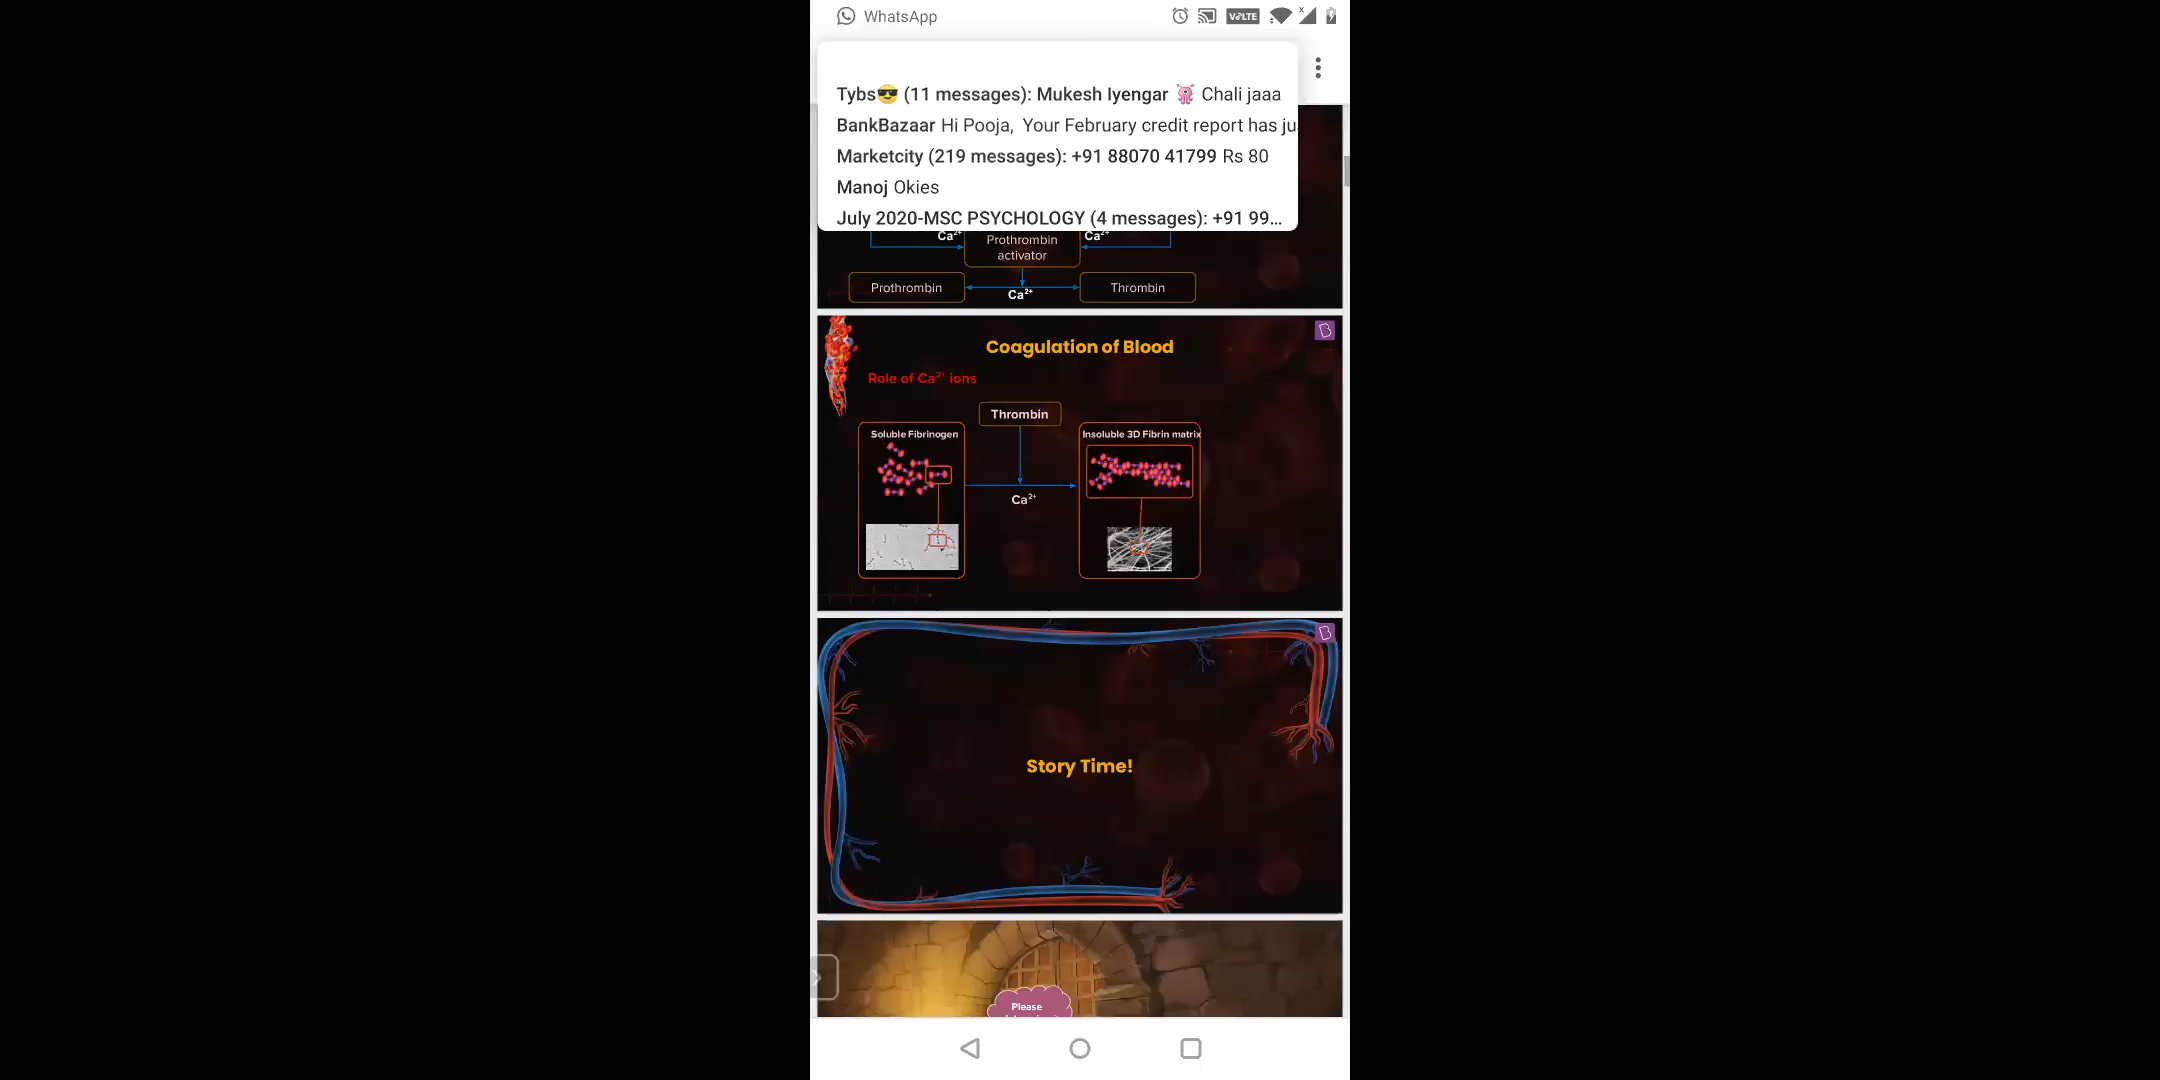 WhatsApp
VoLTE
Tybs😎 (11 messages): Mukesh Iyengar Chali jaaa
BankBazaar Hi Pooja, Your February credit report has ju
Marketcity (219 messages): +91 88070 41799 Rs 80
Manoj Okies
July 2020-MSC PSYCHOLOGY (4 messages): +91 99...
Ca²⁺ Prothrombin activator Ca²⁺
Prothrombin Ca²⁺ Thrombin
Coagulation of Blood
Role of Ca²⁺ ions
Thrombin
Soluble Fibrinogen
Insoluble 3D Fibrin matrix
Ca²⁺
Story Time!
Please